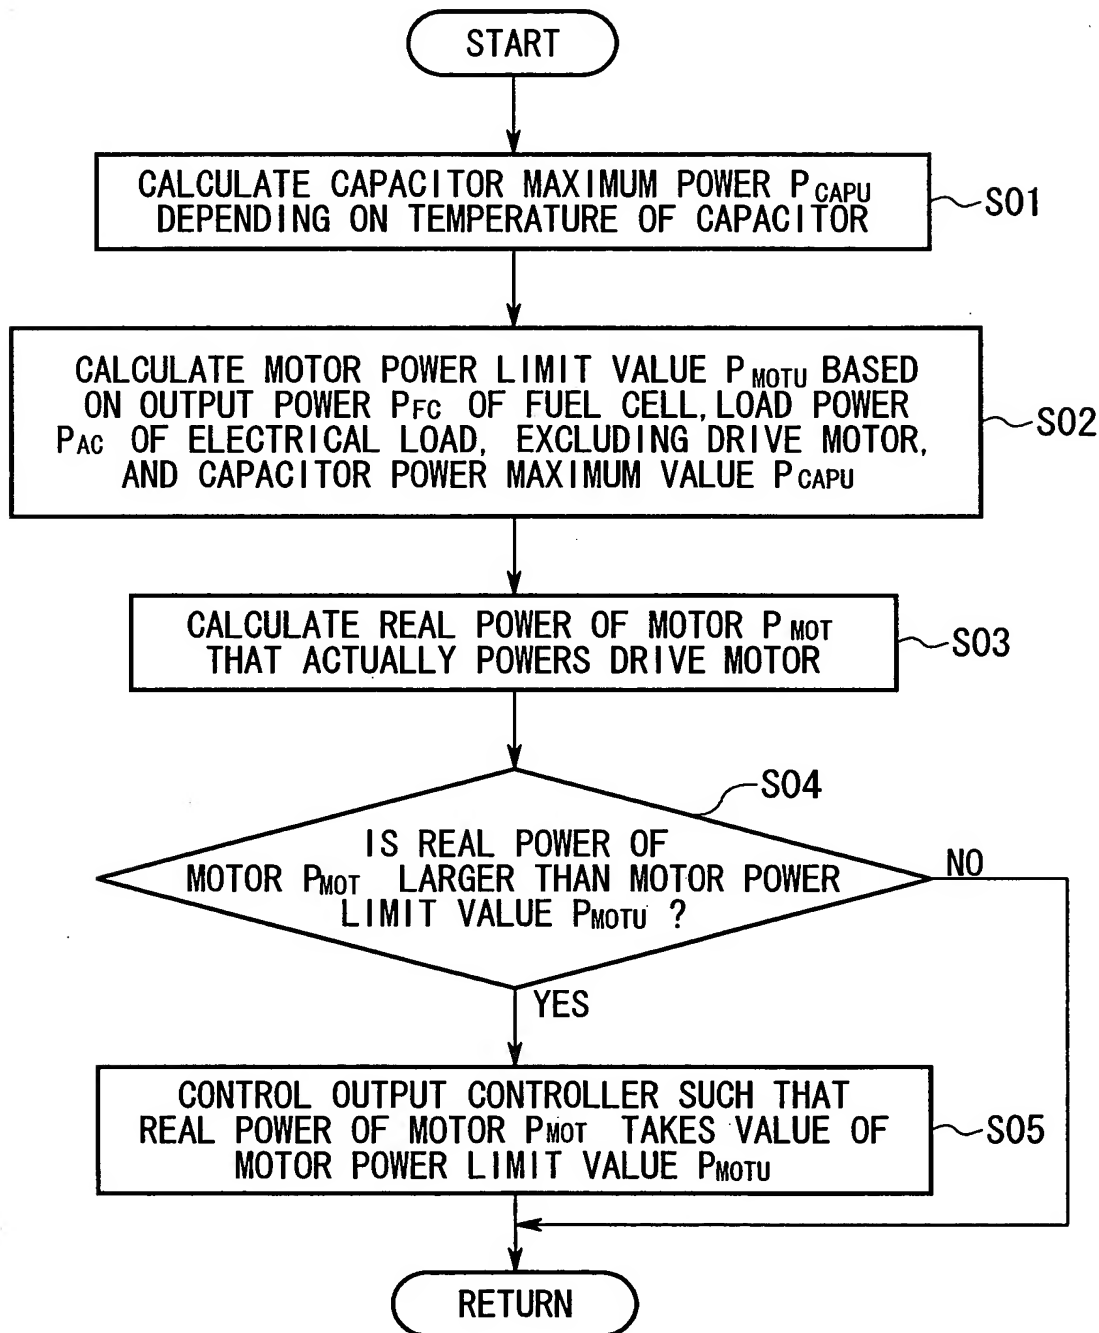 START
CALCULATE CAPACITOR MAXIMUM POWER PCAPU
DEPENDING ON TEMPERATURE OF CAPACITOR
S01
CALCULATE MOTOR POWER LIMIT VALUE PMOTU BASED
ON OUTPUT POWER PFC OF FUEL CELL, LOAD POWER
PAC OF ELECTRICAL LOAD, EXCLUDING DRIVE MOTOR,
AND CAPACITOR POWER MAXIMUM VALUE PCAPU
S02
CALCULATE REAL POWER OF MOTOR PMOT
THAT ACTUALLY POWERS DRIVE MOTOR
S03
S04
IS REAL POWER OF
MOTOR PMOT LARGER THAN MOTOR POWER
LIMIT VALUE PMOTU ?
NO
YES
CONTROL OUTPUT CONTROLLER SUCH THAT
REAL POWER OF MOTOR PMOT TAKES VALUE OF
MOTOR POWER LIMIT VALUE PMOTU
S05
RETURN